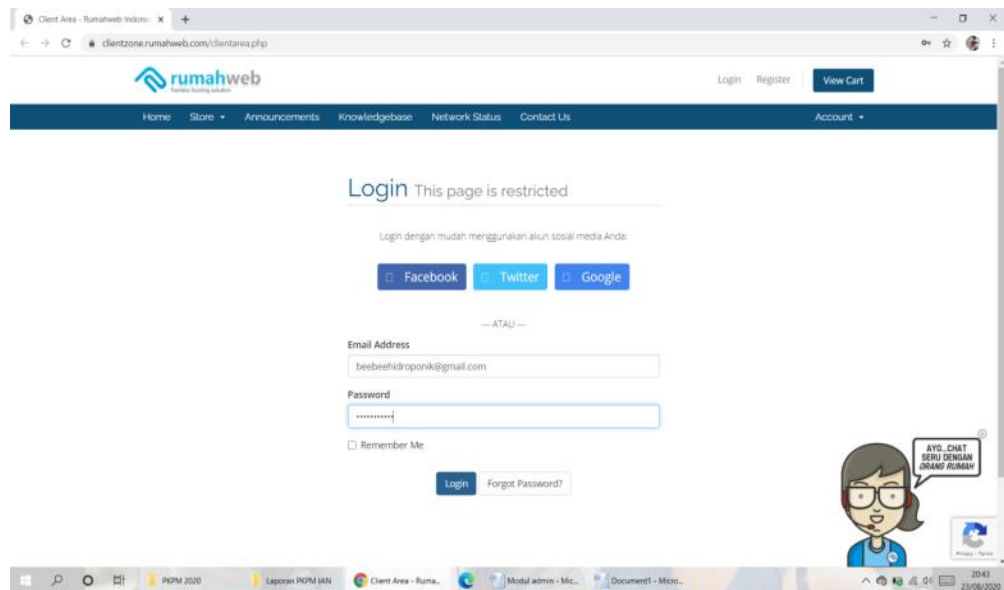 Client Area - Rumahweb Indones
clientzone.rumahweb.com/clientarea.php
rumahweb
Login Register View Cart
Home Store Announcements Knowledgebase Network Status Contact Us Account
Login This page is restricted
Login dengan mudah menggunakan akun sosial media Anda:
Facebook Twitter Google
— ATAU —
Email Address
beebeehidroponik@gmail.com
Password
Remember Me
Login Forgot Password?
AYO...CHAT
SERU DENGAN
ORANG RUMAH
Privacy - Terms
PKPM 2020 Laporan PKPM IAN Client Area - Ruma... Modul admin - Mic... Document1 - Micro...
20:43
23/08/2020